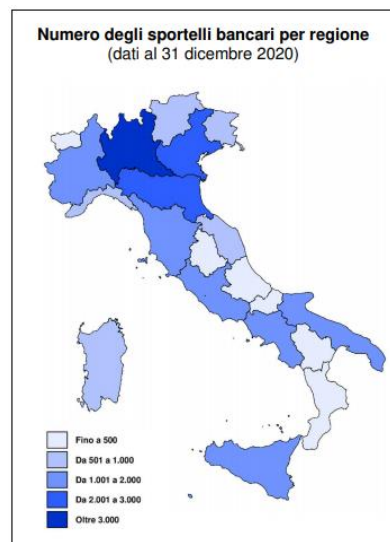 Numero degli sportelli bancari per regione
(dati al 31 dicembre 2020)
Fino a 500
Da 501 a 1.000
Da 1.001 a 2.000
Da 2.001 a 3.000
Oltre 3.000